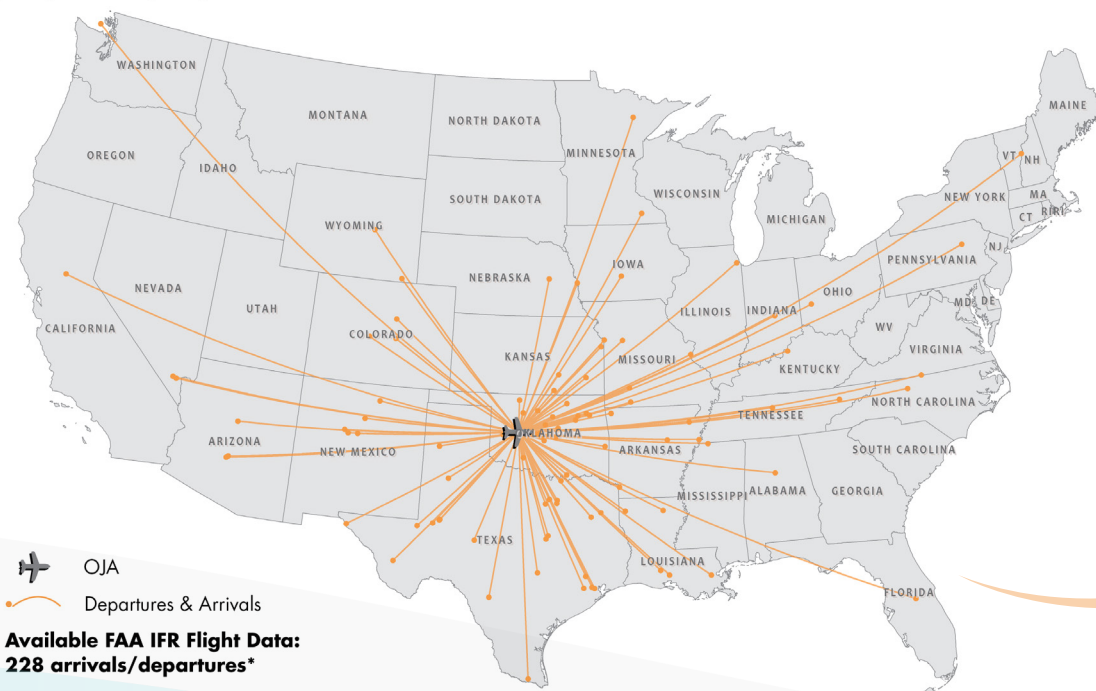 WASHINGTON
MAINE
MONTANA
NORTH DAKOTA
OREGON
MINNESOTA
VT
NH
IDAHO
WISCONSIN
MA
NEW YORK
SOUTH DAKOTA
MICHIGAN
CT
RI
RI
WYOMING
NJ
IOWA
PENNSYLVANIA
NEBRASKA
NEVADA
OHIO
MD
DE
UTAH
ILLINOIS
INDIANA
CALIFORNIA
COLORADO
WV
VIRGINIA
KANSAS
MISSOURI
KENTUCKY
NORTH CAROLINA
TENNESSEE
OKLAHOMA
ARIZONA
NEW MEXICO
ARKANSAS
SOUTH CAROLINA
MISSISSIPPI
ALABAMA
GEORGIA
TEXAS
LOUISIANA
FLORIDA
OJA
Departures & Arrivals
Available FAA IFR Flight Data:
228 arrivals/departures*